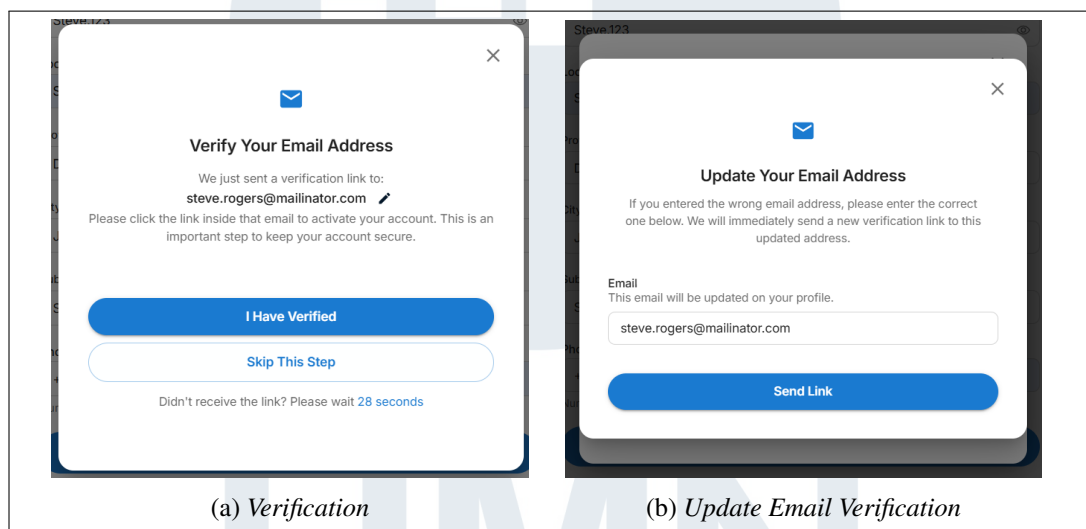 Steve.123
Verify Your Email Address
We just sent a verification link to:
steve.rogers@mailinator.com
Please click the link inside that email to activate your account. This is an
important step to keep your account secure.
I Have Verified
Skip This Step
Didn't receive the link? Please wait 28 seconds
(a) Verification
Steve.123
Update Your Email Address
If you entered the wrong email address, please enter the correct
one below. We will immediately send a new verification link to this
updated address.
Email
This email will be updated on your profile.
steve.rogers@mailinator.com
Send Link
(b) Update Email Verification